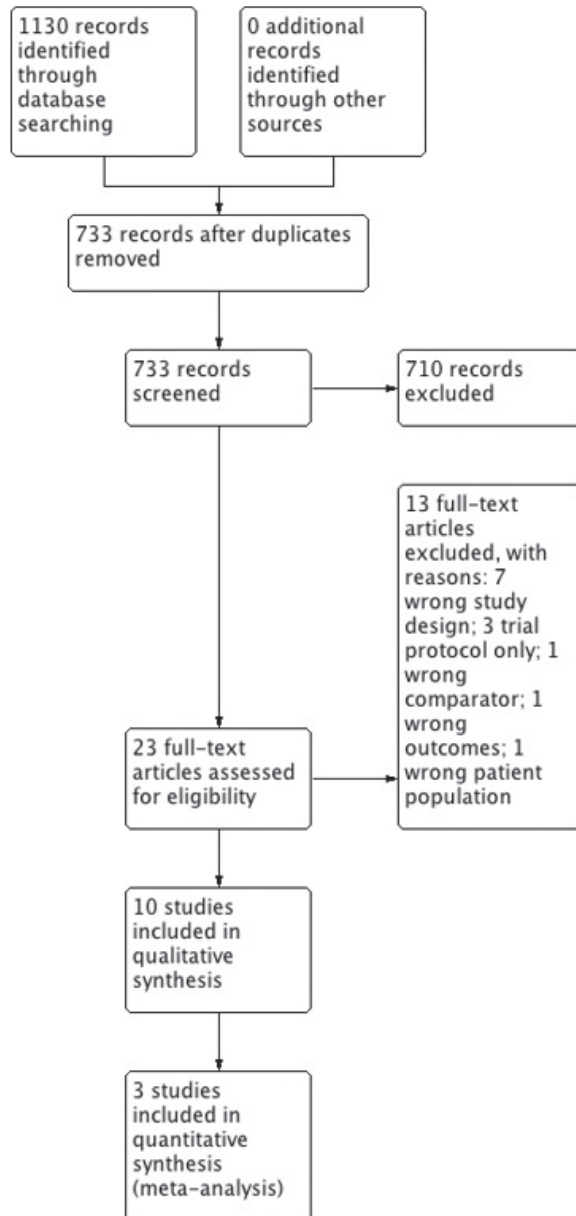 1130 records
identified
through
database
searching
0 additional
records
identified
through other
sources
733 records after duplicates
removed
733 records
screened
710 records
excluded
13 full-text
articles
excluded, with
reasons: 7
wrong study
design; 3 trial
protocol only; 1
wrong
comparator; 1
wrong
outcomes; 1
wrong patient
population
23 full-text
articles assessed
for eligibility
10 studies
included in
qualitative
synthesis
3 studies
included in
quantitative
synthesis
(meta-analysis)